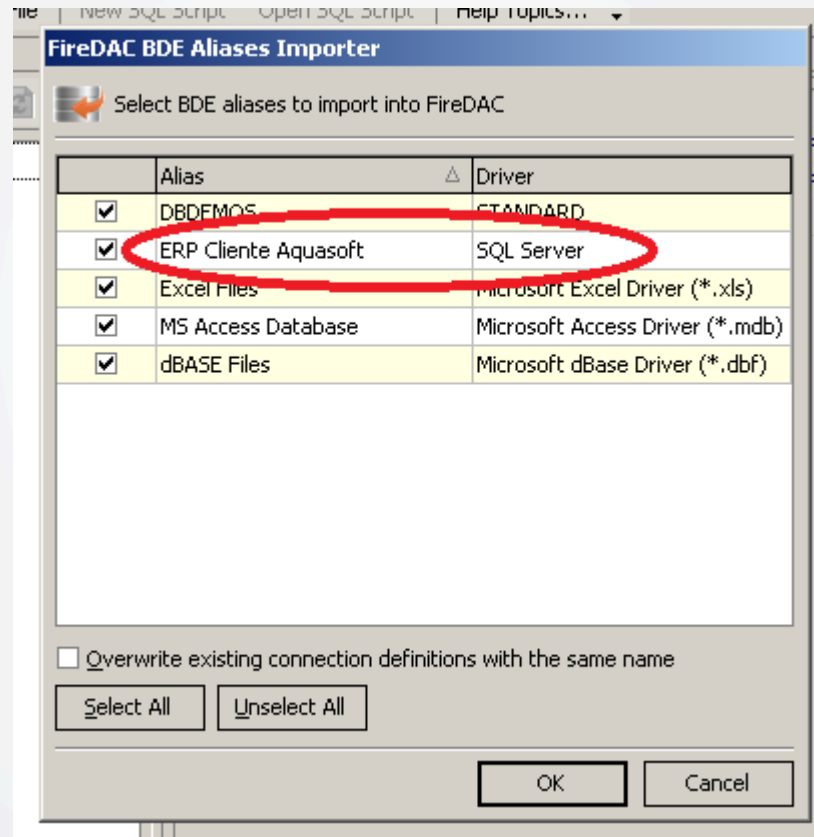 File | New SQL Script Open SQL Script | Help Topics...
FireDAC BDE Aliases Importer
Select BDE aliases to import into FireDAC
Alias Driver
DBDEMOS STANDARD
ERP Cliente Aquasoft SQL Server
Excel Files Microsoft Excel Driver (*.xls)
MS Access Database Microsoft Access Driver (*.mdb)
dBASE Files Microsoft dBase Driver (*.dbf)
Overwrite existing connection definitions with the same name
Select All Unselect All
OK Cancel